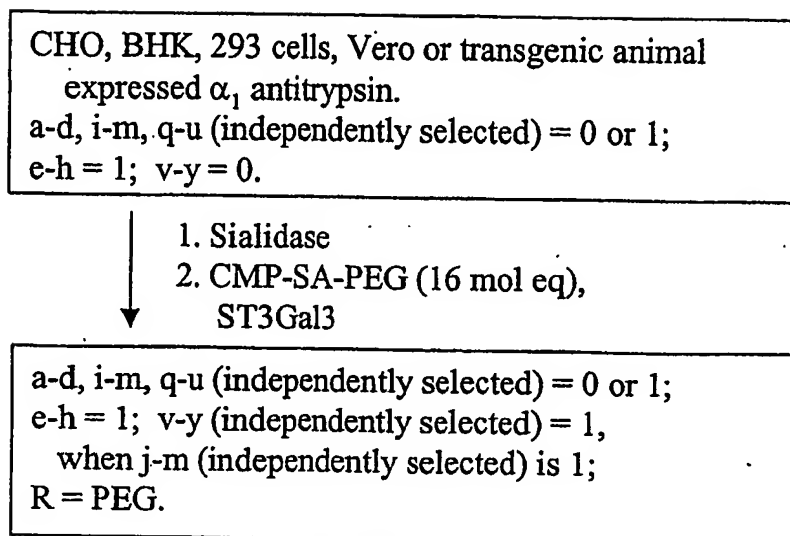 CHO, BHK, 293 cells, Vero or transgenic animal
expressed α₁ antitrypsin.
a-d, i-m, q-u (independently selected) = 0 or 1;
e-h = 1; v-y = 0.
1. Sialidase
2. CMP-SA-PEG (16 mol eq),
ST3Gal3
a-d, i-m, q-u (independently selected) = 0 or 1;
e-h = 1; v-y (independently selected) = 1,
when j-m (independently selected) is 1;
R = PEG.